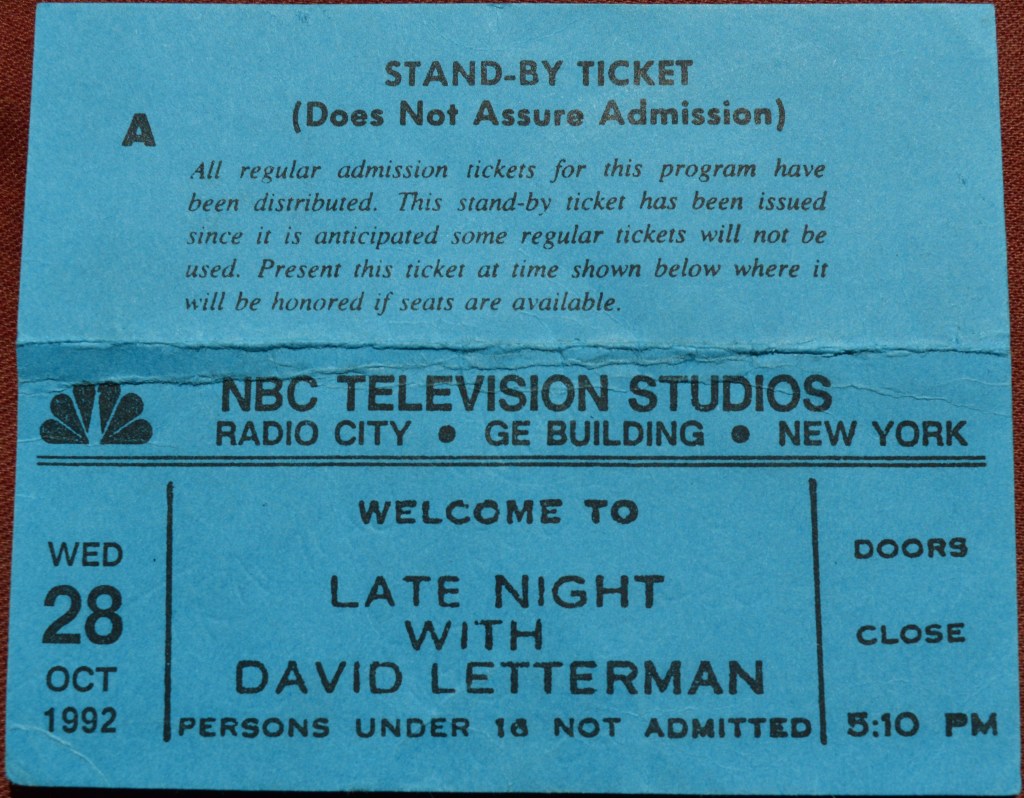 STAND-BY TICKET
(Does Not Assure Admission)
A
All regular admission tickets for this program have
been distributed. This stand-by ticket has been issued
since it is anticipated some regular tickets will not be
used. Present this ticket at time shown below where it
will be honored if seats are available.
NBC TELEVISION STUDIOS
RADIO CITY • GE BUILDING • NEW YORK
WED
28
OCT
1992
WELCOME TO
LATE NIGHT
WITH
DAVID LETTERMAN
PERSONS UNDER 16 NOT ADMITTED
DOORS
CLOSE
5:10 PM